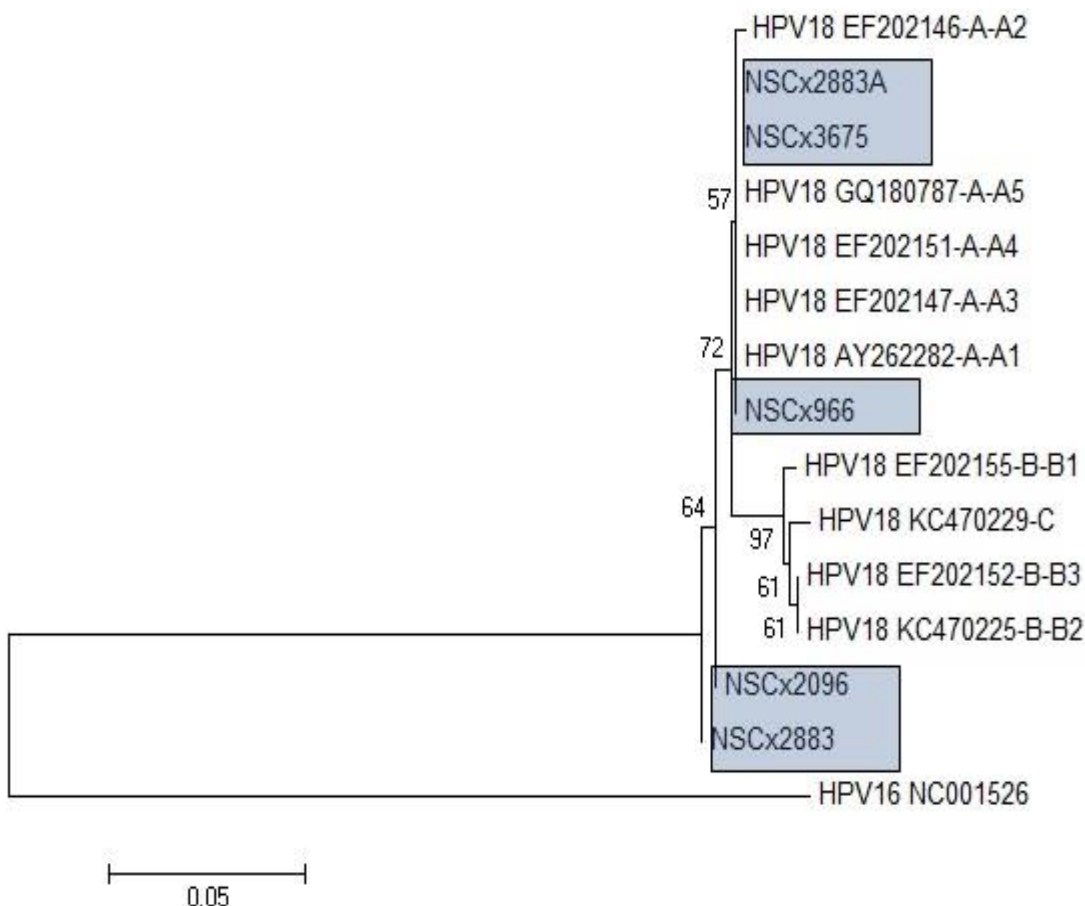 HPV18 EF202146-A-A2
NSCx2883A
NSCx3675
57
HPV18 GQ180787-A-A5
HPV18 EF202151-A-A4
HPV18 EF202147-A-A3
72
HPV18 AY262282-A-A1
NSCx966
HPV18 EF202155-B-B1
64
HPV18 KC470229-C
97
HPV18 EF202152-B-B3
61
61
HPV18 KC470225-B-B2
NSCx2096
NSCx2883
HPV16 NC001526
0.05